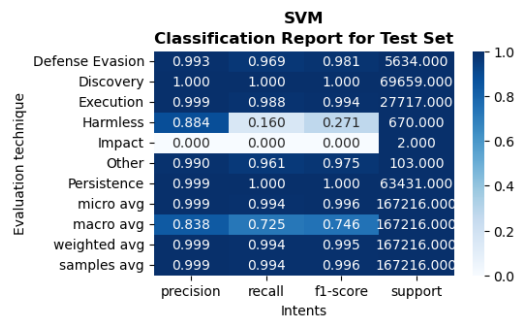 SVM
Classification Report for Test Set
Defense Evasion 0.993 0.969 0.981 5634.000
Discovery 1.000 1.000 1.000 69659.000
Execution 0.999 0.988 0.994 27717.000
Harmless 0.884 0.160 0.271 670.000
Impact 0.000 0.000 0.000 2.000
Other 0.990 0.961 0.975 103.000
Persistence 0.999 1.000 1.000 63431.000
micro avg 0.999 0.994 0.996 167216.000
macro avg 0.838 0.725 0.746 167216.000
weighted avg 0.999 0.994 0.995 167216.000
samples avg 0.999 0.994 0.996 167216.000
precision recall f1-score support
Intents
Evaluation technique
1.0
0.8
0.6
0.4
0.2
0.0